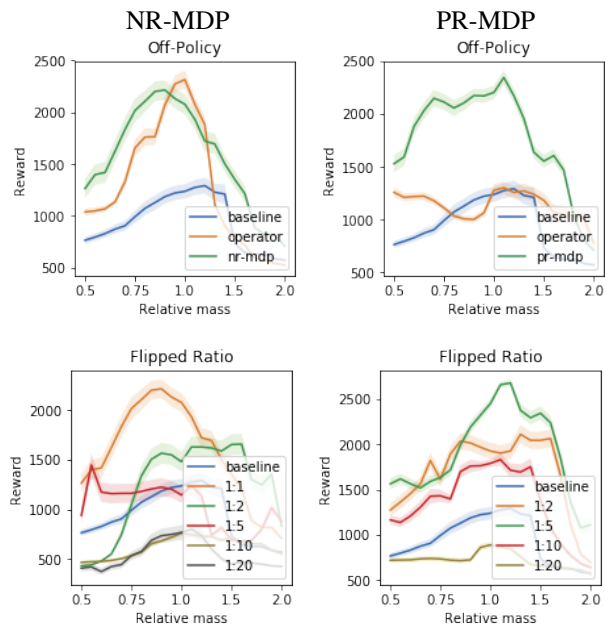 NR-MDP
PR-MDP
Off-Policy
Off-Policy
2500
2000
1500
1000
500
Reward
baseline
operator
nr-mdp
0.5
0.75
1.0
1.5
2.0
Relative mass
2500
2000
1500
1000
500
Reward
baseline
operator
pr-mdp
0.5
0.75
1.0
1.5
2.0
Relative mass
Flipped Ratio
Flipped Ratio
2000
1500
1000
500
Reward
baseline
1:1
1:2
1:5
1:10
1:20
0.5
0.75
1.0
1.5
2.0
Relative mass
2500
2000
1500
1000
500
Reward
baseline
1:2
1:5
1:10
1:20
0.5
0.75
1.0
1.5
2.0
Relative mass